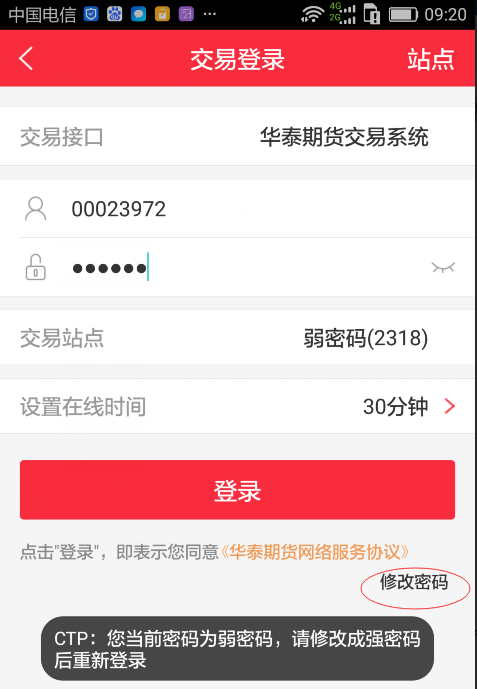 中国电信 ··· 4G 2G 09:20
交易登录 站点
交易接口 华泰期货交易系统
00023972
●●●●●●
交易站点 弱密码(2318)
设置在线时间 30分钟
登录
点击"登录"，即表示您同意《华泰期货网络服务协议》
修改密码
CTP：您当前密码为弱密码，请修改成强密码
后重新登录